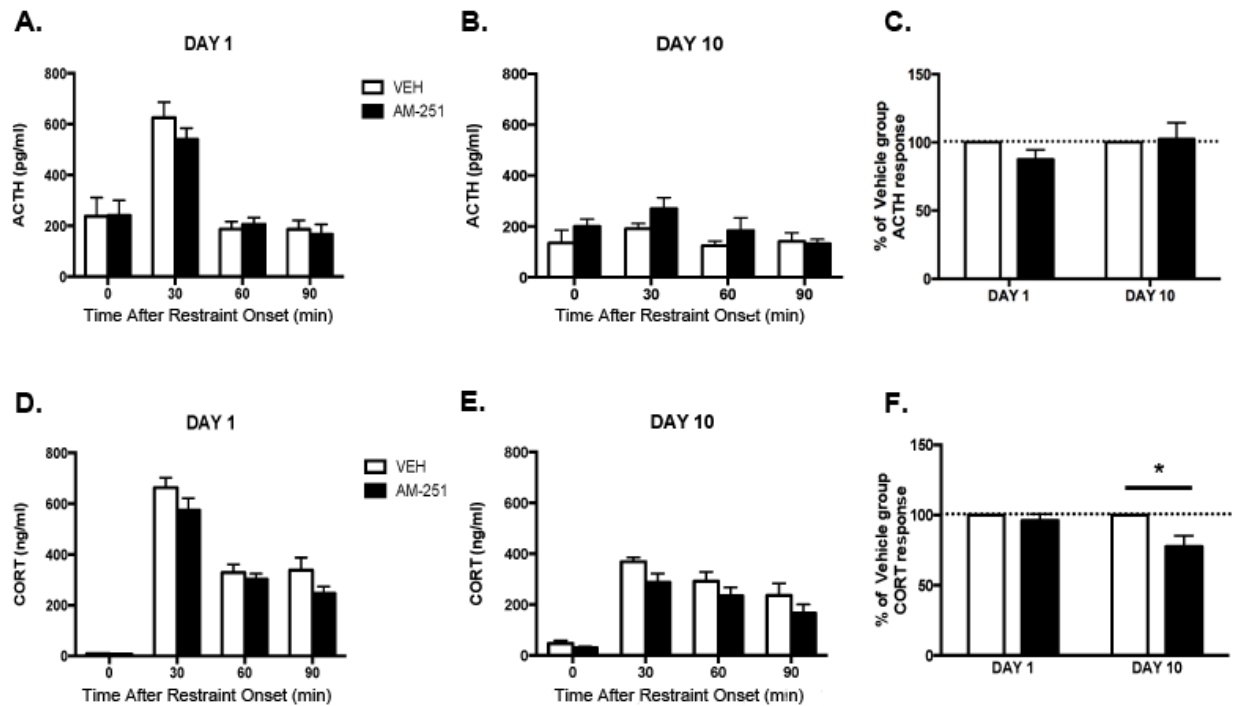 A.
DAY 1
800
600
400
200
0
ACTH (pg/ml)
0 30 60 90
Time After Restraint Onset (min)
VEH
AM-251
B.
DAY 10
800
600
400
200
0
ACTH (pg/ml)
0 30 60 90
Time After Restraint Onset (min)
C.
150
100
50
0
% of Vehicle group
ACTH response
DAY 1 DAY 10
D.
DAY 1
800
600
400
200
0
CORT (ng/ml)
0 30 60 90
Time After Restraint Onset (min)
VEH
AM-251
E.
DAY 10
800
600
400
200
0
CORT (ng/ml)
0 30 60 90
Time After Restraint Onset (min)
F.
150
100
50
0
% of Vehicle group
CORT response
*
DAY 1 DAY 10